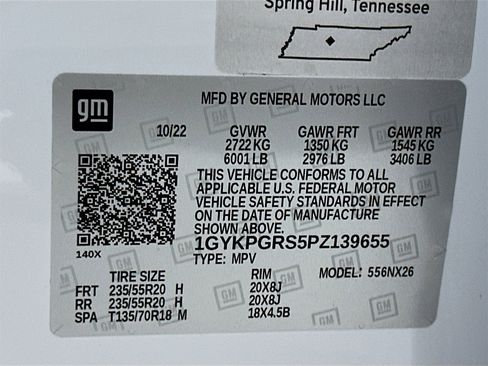 Spring Hill, Tennessee
gm
MFD BY GENERAL MOTORS LLC
10/22 GVWR GAWR FRT GAWR RR
2722 KG 1350 KG 1545 KG
6001 LB 2976 LB 3406 LB
THIS VEHICLE CONFORMS TO ALL
APPLICABLE U.S. FEDERAL MOTOR
VEHICLE SAFETY STANDARDS IN EFFECT
ON THE DATE OF MANUFACTURE
SHOWN ABOVE.
140X
1GYKPGRS5PZ139655
TYPE: MPV
TIRE SIZE RIM MODEL: 556NX26
FRT 235/55R20 H 20X8J
RR 235/55R20 H 20X8J
SPA T135/70R18 M 18X4.5B